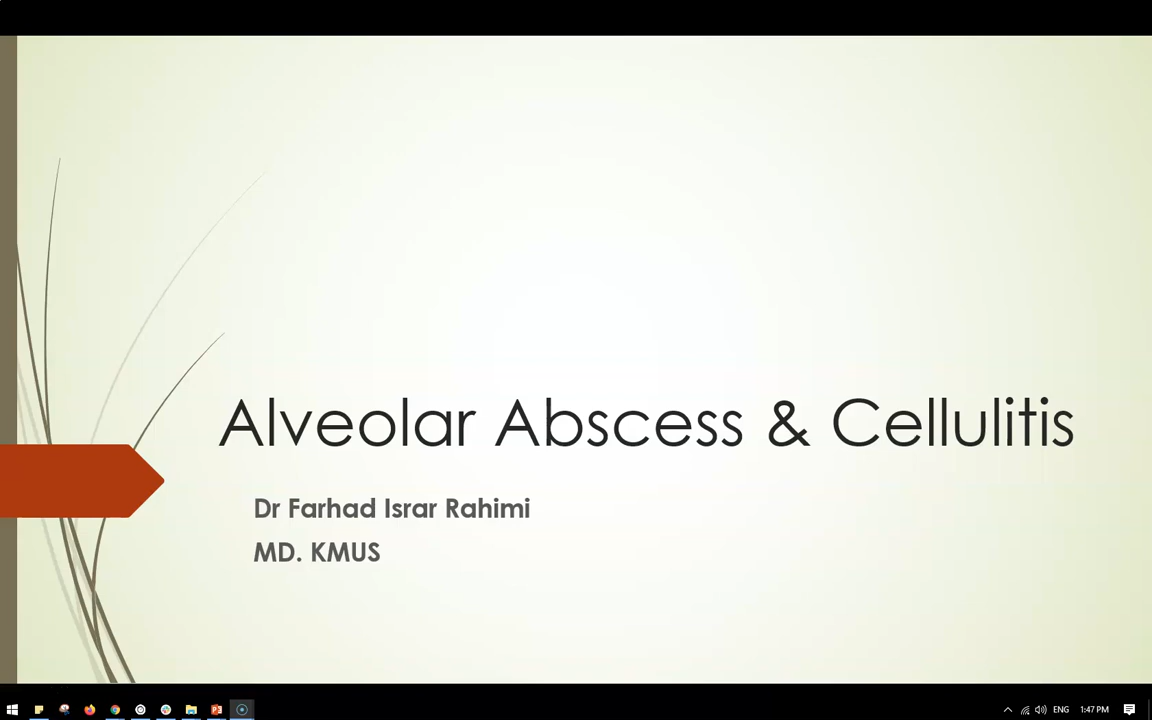 Alveolar Abscess & Cellulitis
Dr Farhad Israr Rahimi
MD. KMUS
ENG
1:47 PM